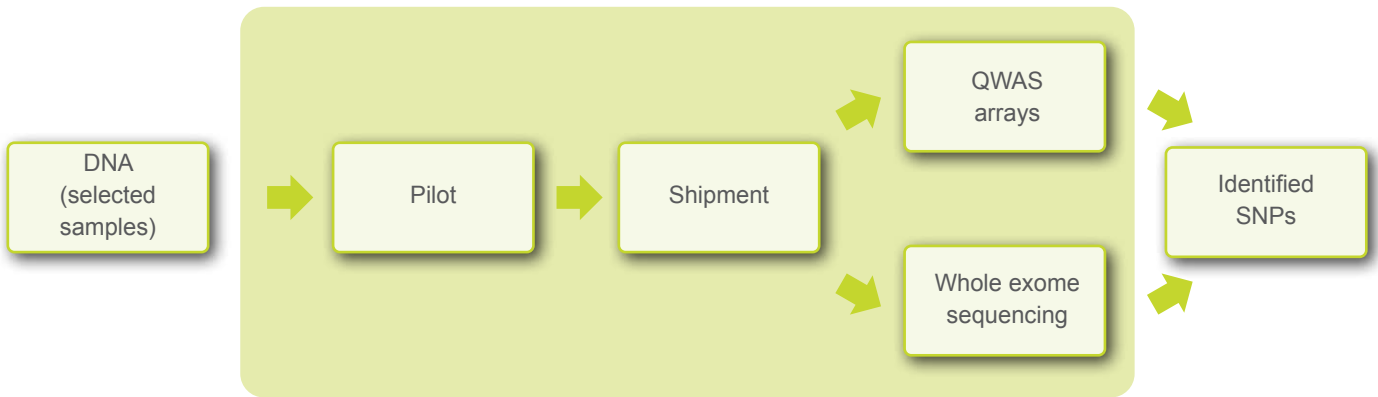 DNA
(selected
samples)
Pilot
Shipment
QWAS
arrays
Whole exome
sequencing
Identified
SNPs